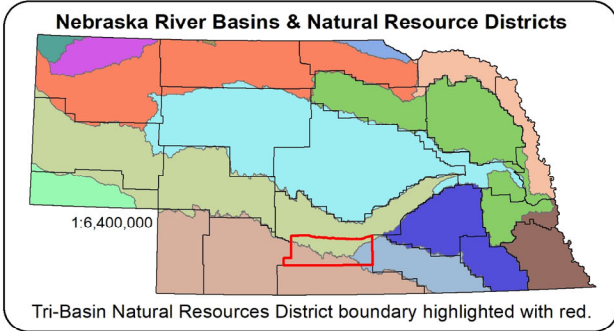 Nebraska River Basins & Natural Resource Districts
1:6,400,000
Tri-Basin Natural Resources District boundary highlighted with red.